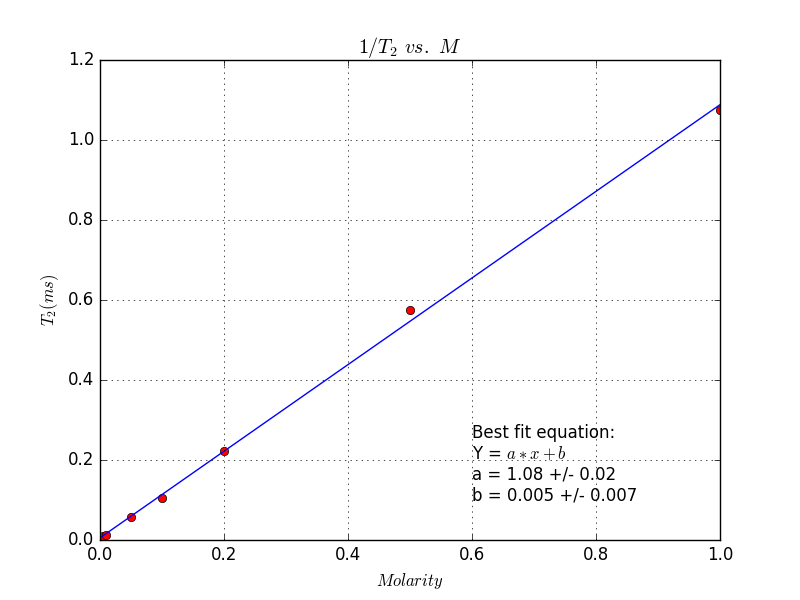 1/T₂ vs. M
1.2
1.0
0.8
0.6
0.4
0.2
0.0
T₂(ms)
0.0 0.2 0.4 0.6 0.8 1.0
Molarity
Best fit equation:
Y = a∗x+b
a = 1.08 +/- 0.02
b = 0.005 +/- 0.007